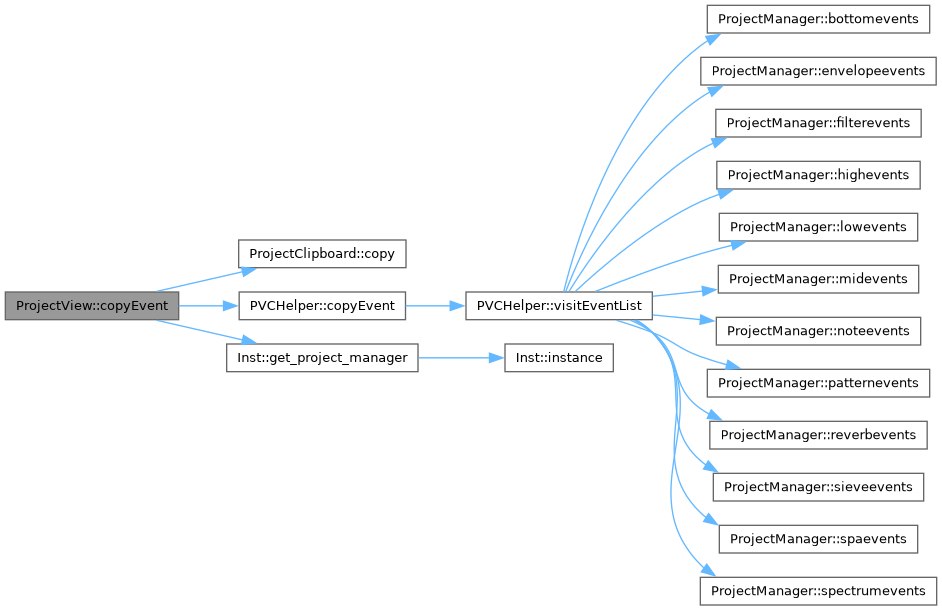 ProjectManager::bottomevents
ProjectManager::envelopeevents
ProjectManager::filterevents
ProjectManager::highevents
ProjectManager::lowevents
ProjectClipboard::copy
ProjectManager::midevents
ProjectView::copyEvent
PVCHelper::copyEvent
PVCHelper::visitEventList
ProjectManager::noteevents
Inst::get_project_manager
Inst::instance
ProjectManager::patternevents
ProjectManager::reverbevents
ProjectManager::sieveevents
ProjectManager::spaevents
ProjectManager::spectrumevents